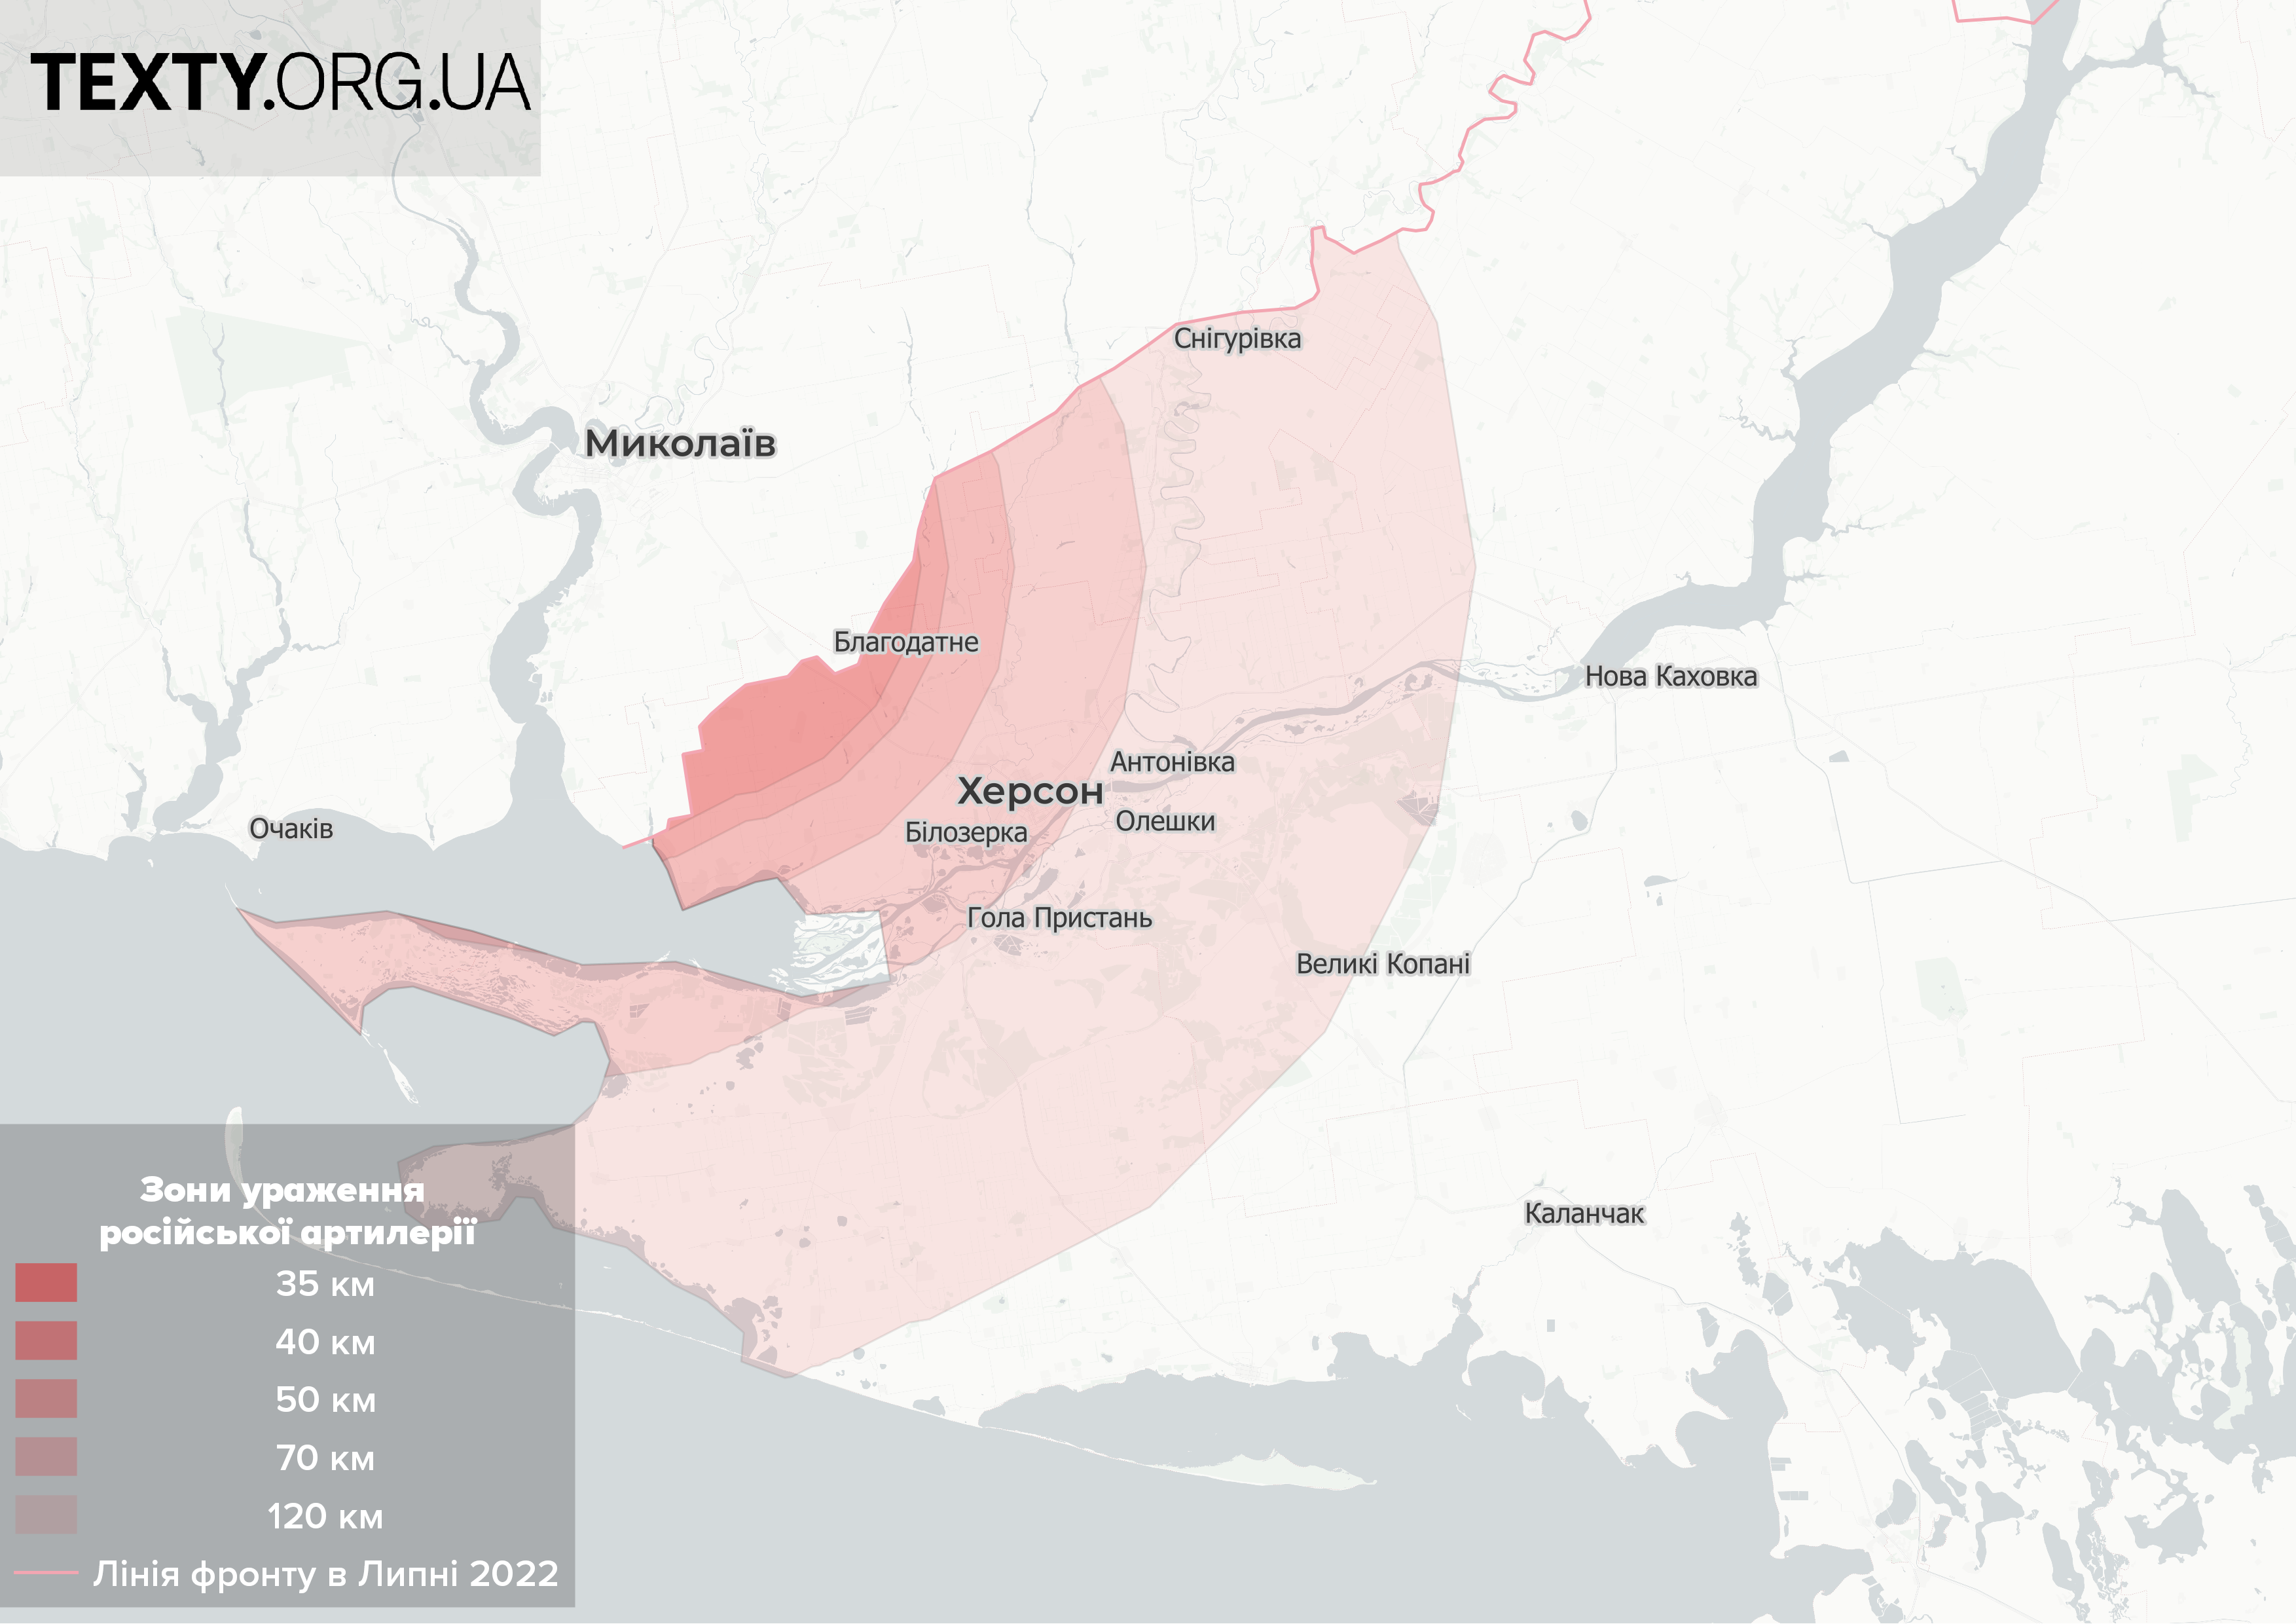 TEXTY.ORG.UA
Снігурівка
Миколаїв
Благодатне
Нова Каховка
Антонівка
Херсон
Олешки
Очаків
Білозерка
Гола Пристань
Великі Копані
Каланчак
Зони ураження
російської артилерії
35 км
40 км
50 км
70 км
120 км
Лінія фронту в Липні 2022